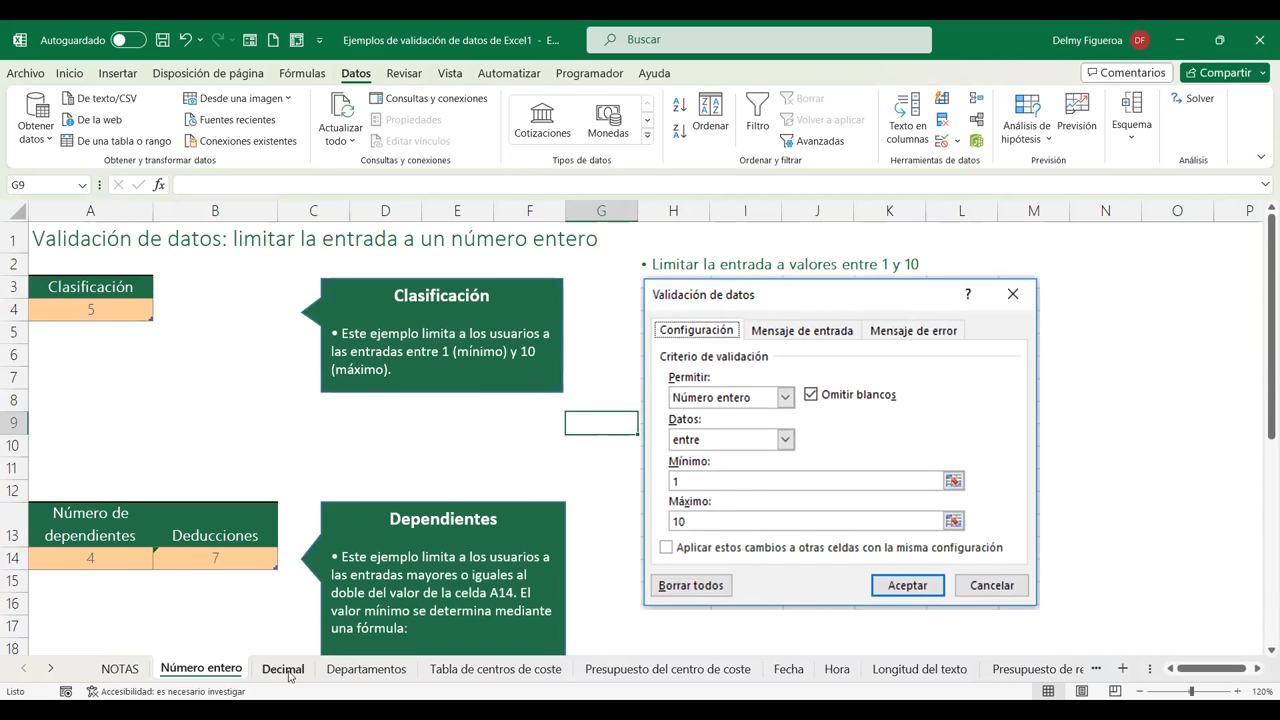 Autoguardado
Ejemplos de validación de datos de Excel1 - E...
Buscar
Delmy Figueroa DF
Archivo Inicio Insertar Disposición de página Fórmulas Datos Revisar Vista Automatizar Programador Ayuda
Comentarios Compartir
Obtener
datos
De texto/CSV
De la web
De una tabla o rango
Desde una imagen
Fuentes recientes
Conexiones existentes
Obtener y transformar datos
Actualizar
todo
Consultas y conexiones
Propiedades
Editar vínculos
Consultas y conexiones
Cotizaciones
Monedas
Tipos de datos
Ordenar
Filtro
Borrar
Volver a aplicar
Avanzadas
Ordenar y filtrar
Texto en
columnas
Herramientas de datos
Análisis de
hipótesis
Previsión
Previsión
Esquema
Solver
Análisis
G9
fx
A B C D E F G H I J K L M N O P
1
Validación de datos: limitar la entrada a un número entero
2
• Limitar la entrada a valores entre 1 y 10
3
Clasificación
4
5
Clasificación
• Este ejemplo limita a los usuarios a
las entradas entre 1 (mínimo) y 10
(máximo).
5
6
7
8
9
10
11
12
13
Número de
dependientes
Deducciones
14
4 7
15
16
17
18
Dependientes
• Este ejemplo limita a los usuarios a
las entradas mayores o iguales al
doble del valor de la celda A14. El
valor mínimo se determina mediante
una fórmula:
Validación de datos
?
Configuración Mensaje de entrada Mensaje de error
Criterio de validación
Permitir:
Número entero
Omitir blancos
Datos:
entre
Mínimo:
1
Máximo:
10
Aplicar estos cambios a otras celdas con la misma configuración
Borrar todos Aceptar Cancelar
NOTAS Número entero Decimal Departamentos Tabla de centros de coste Presupuesto del centro de coste Fecha Hora Longitud del texto Presupuesto de re ...
Listo
Accesibilidad: es necesario investigar
120%